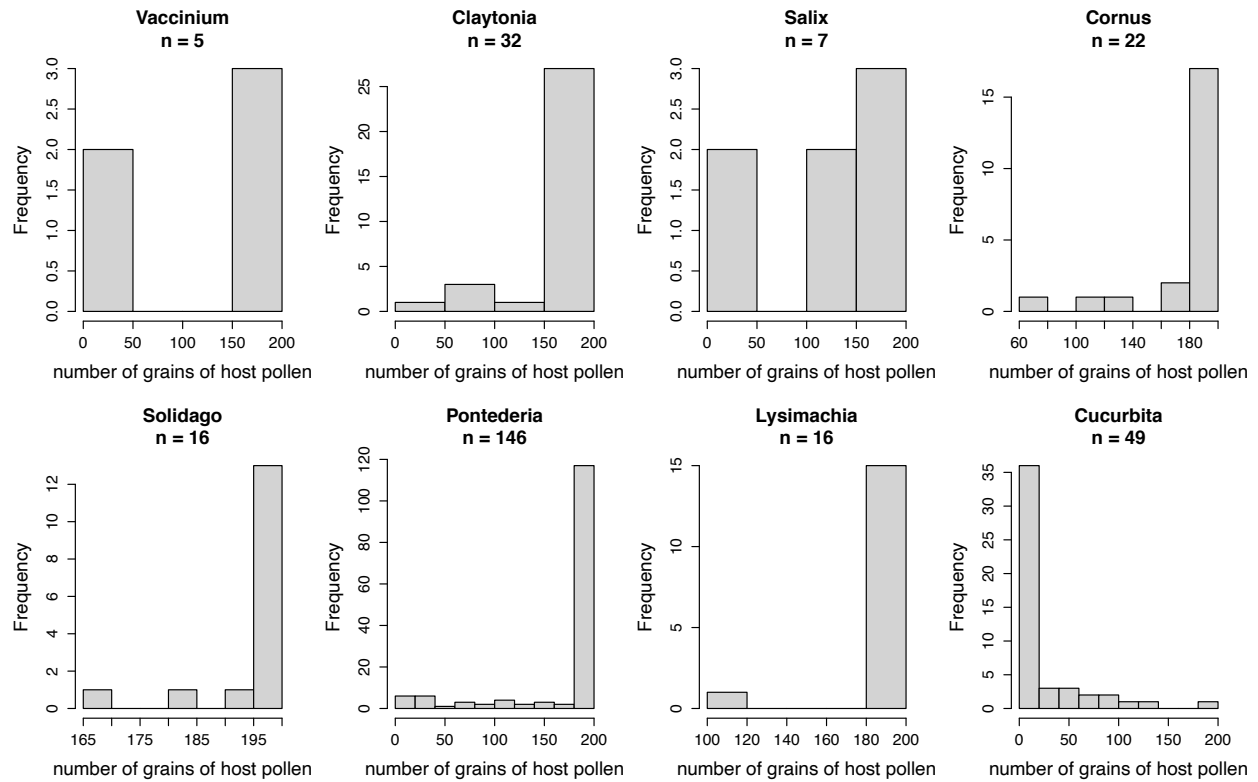 Vaccinium
n = 5
Frequency
0.0 0.5 1.0 1.5 2.0 2.5 3.0
0 50 100 150 200
number of grains of host pollen
Claytonia
n = 32
Frequency
0 5 10 15 20 25
0 50 100 150 200
number of grains of host pollen
Salix
n = 7
Frequency
0.0 0.5 1.0 1.5 2.0 2.5 3.0
0 50 100 150 200
number of grains of host pollen
Cornus
n = 22
Frequency
0 5 10 15
60 100 140 180
number of grains of host pollen
Solidago
n = 16
Frequency
0 2 4 6 8 10 12
165 175 185 195
number of grains of host pollen
Pontederia
n = 146
Frequency
0 20 40 60 80 100 120
0 50 100 150 200
number of grains of host pollen
Lysimachia
n = 16
Frequency
0 5 10 15
100 120 140 160 180 200
number of grains of host pollen
Cucurbita
n = 49
Frequency
0 5 10 15 20 25 30 35
0 50 100 150 200
number of grains of host pollen